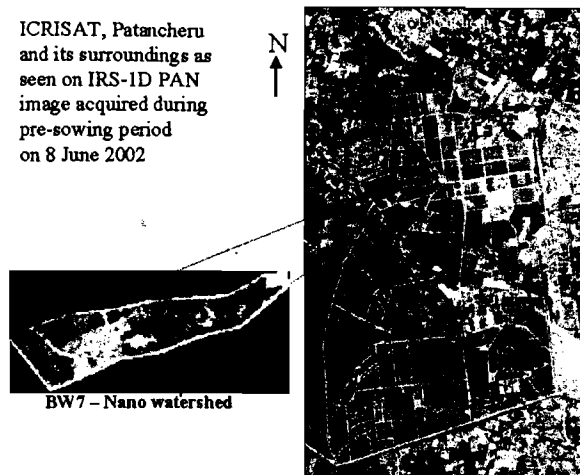 ICRISAT, Patancheru
and its surroundings as
seen on IRS-1D PAN
image acquired during
pre-sowing period
on 8 June 2002
N
BW7 – Nano watershed